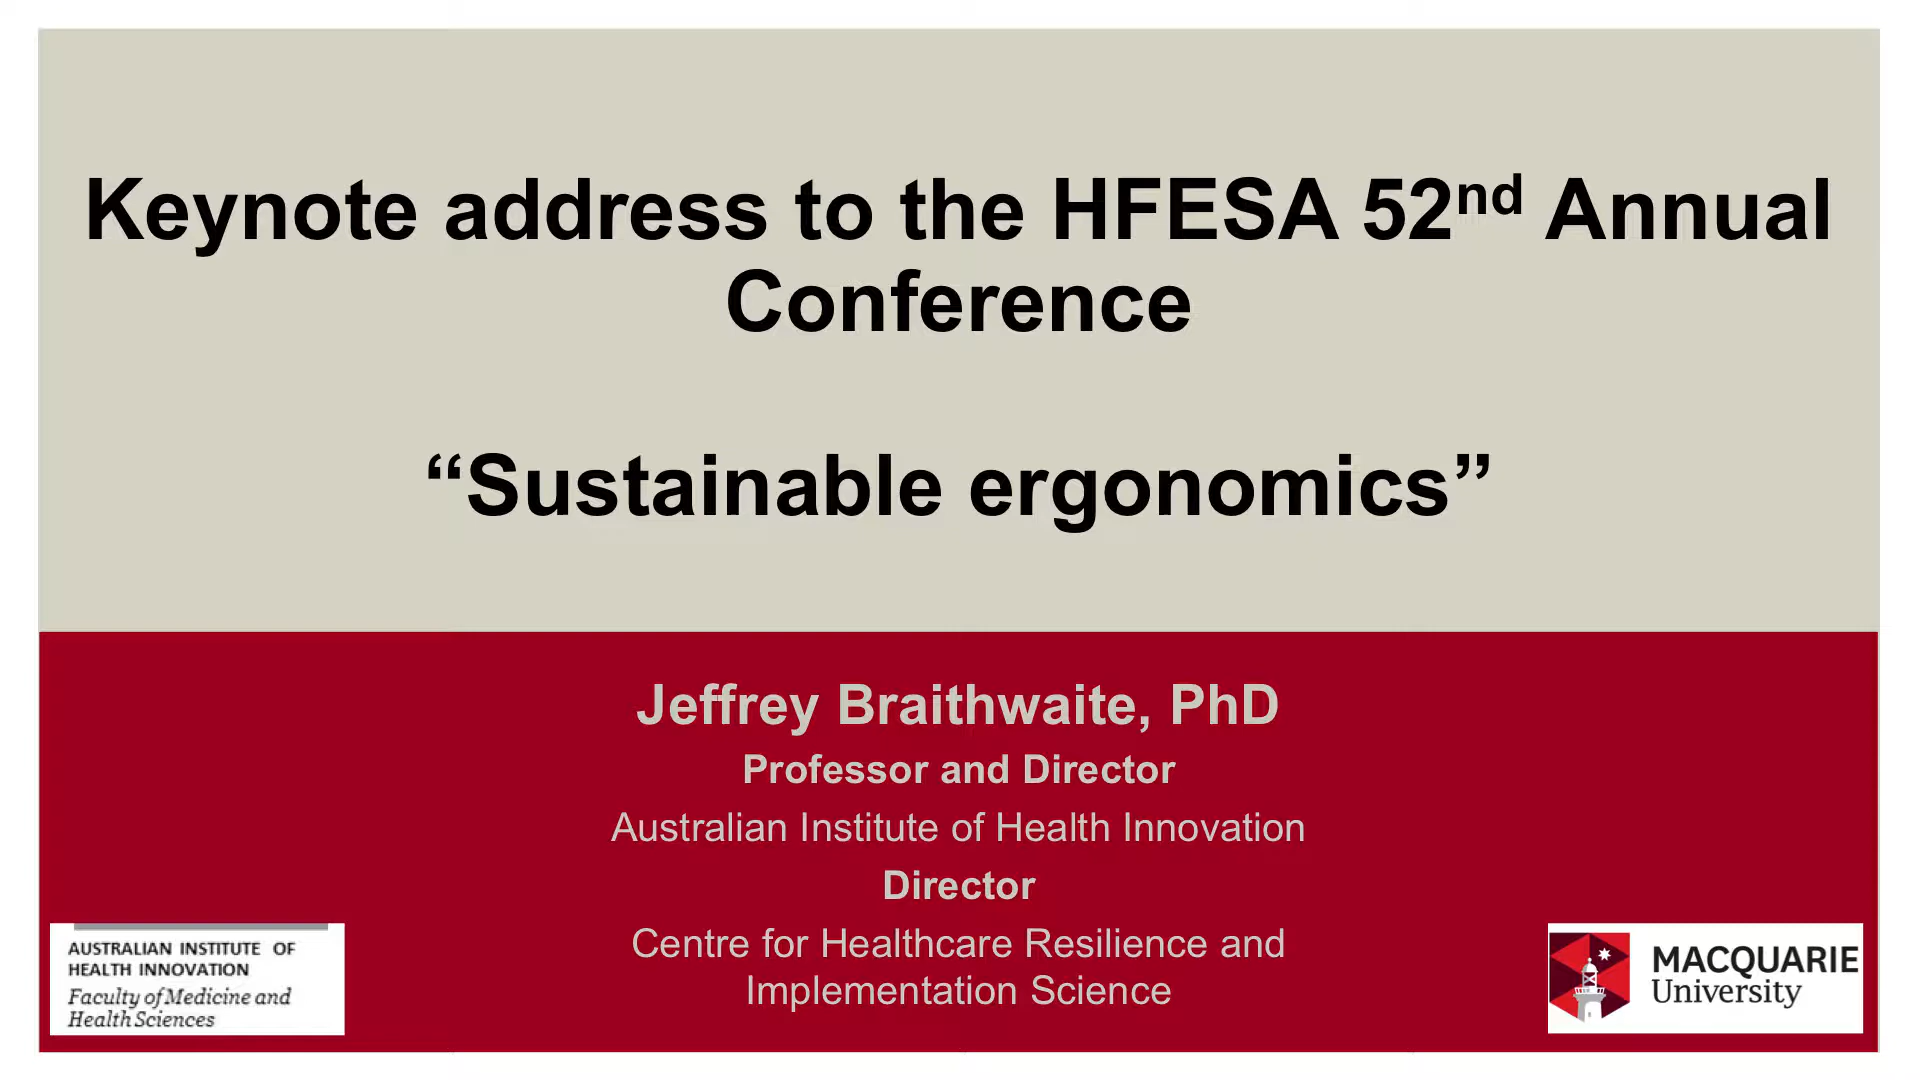 Keynote address to the HFESA 52nd Annual
Conference
“Sustainable ergonomics”
Jeffrey Braithwaite, PhD
Professor and Director
Australian Institute of Health Innovation
Director
Centre for Healthcare Resilience and
Implementation Science
AUSTRALIAN INSTITUTE OF
HEALTH INNOVATION
Faculty of Medicine and
Health Sciences
MACQUARIE
University